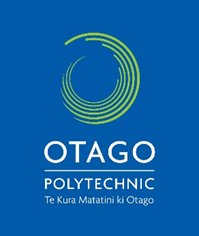 OTAGO
POLYTECHNIC
Te Kura Matatini ki Otago